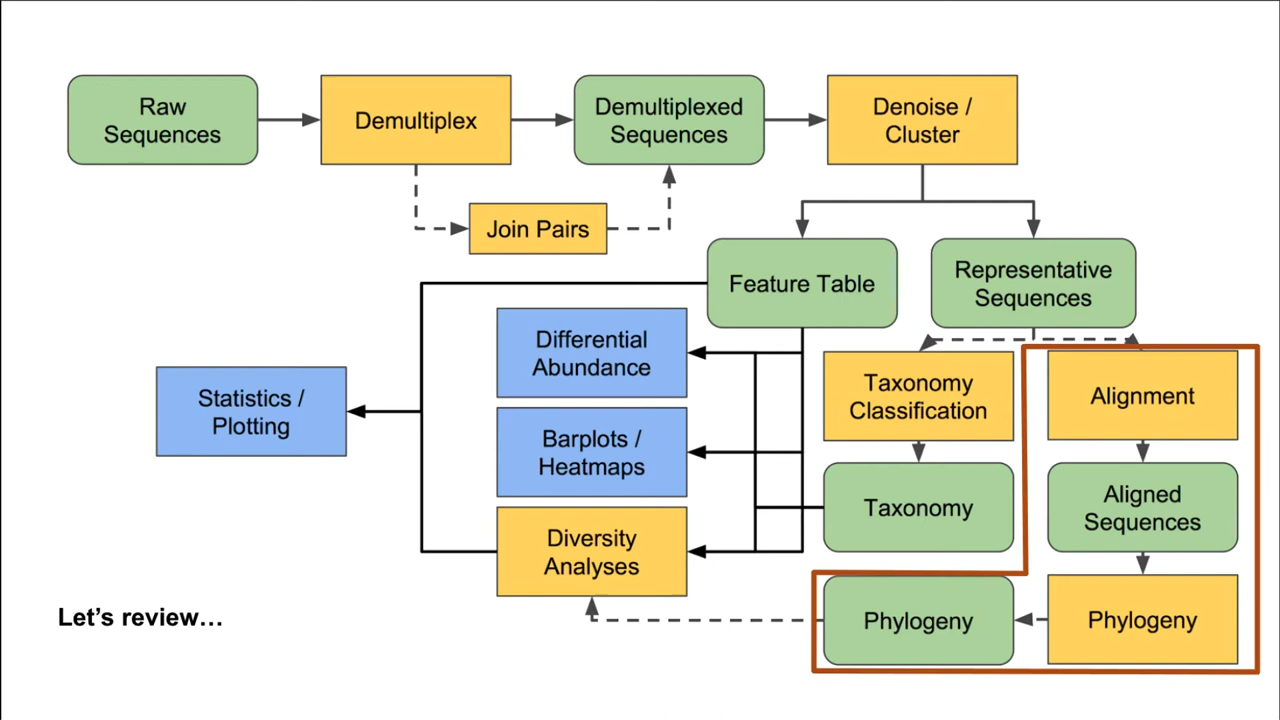 Raw
Sequences
Demultiplex
Demultiplexed
Sequences
Denoise /
Cluster
Join Pairs
Feature Table
Representative
Sequences
Differential
Abundance
Taxonomy
Classification
Alignment
Statistics /
Plotting
Barplots /
Heatmaps
Taxonomy
Aligned
Sequences
Diversity
Analyses
Let’s review…
Phylogeny
Phylogeny